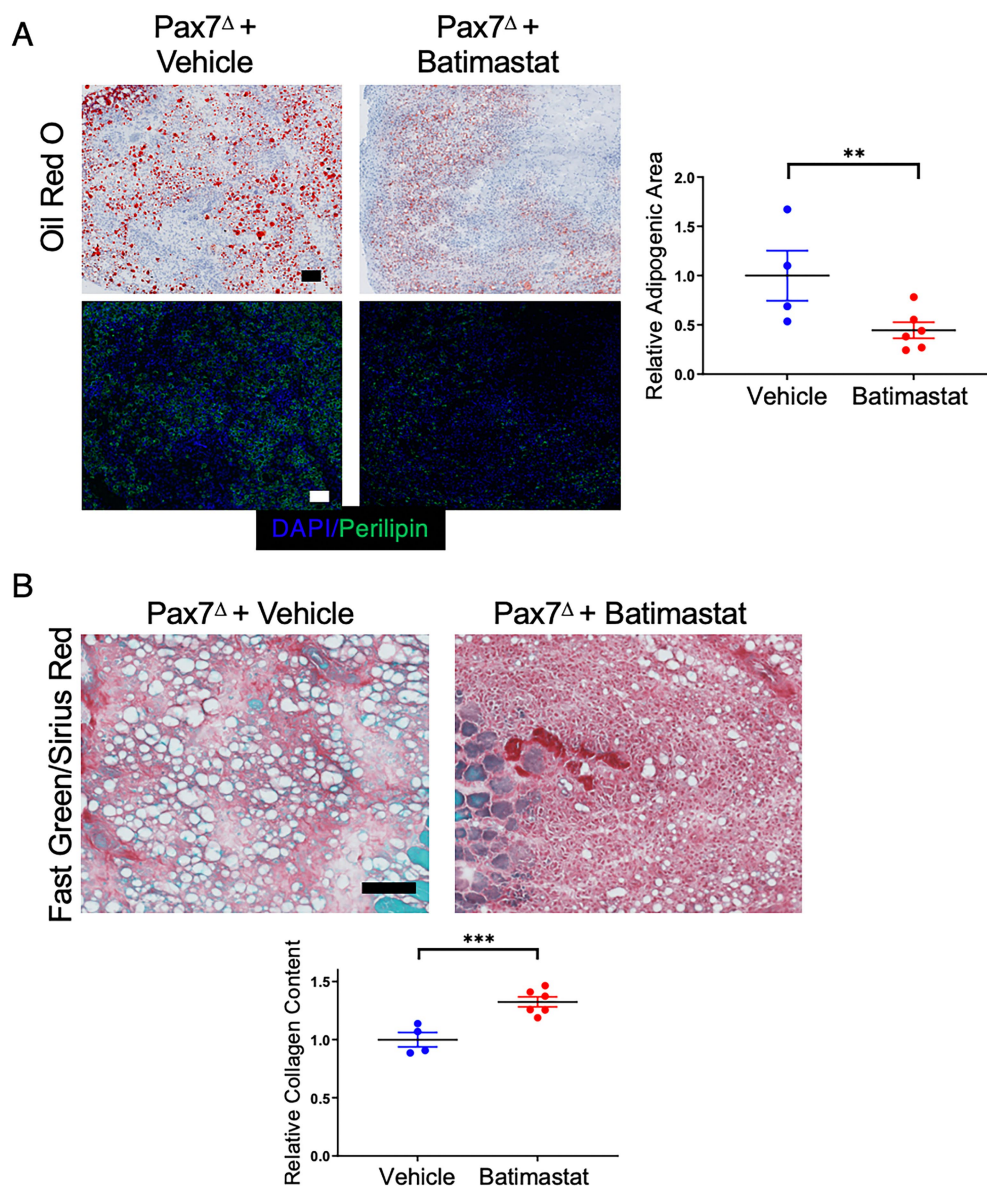 A
Pax7Δ +
Vehicle
Pax7Δ +
Batimastat
Oil Red O
DAPI/Perilipin
**
Relative Adipogenic Area
2.0
1.5
1.0
0.5
0.0
Vehicle
Batimastat
B
Pax7Δ + Vehicle
Pax7Δ + Batimastat
Fast Green/Sirius Red
***
Relative Collagen Content
1.5
1.0
0.5
0.0
Vehicle
Batimastat